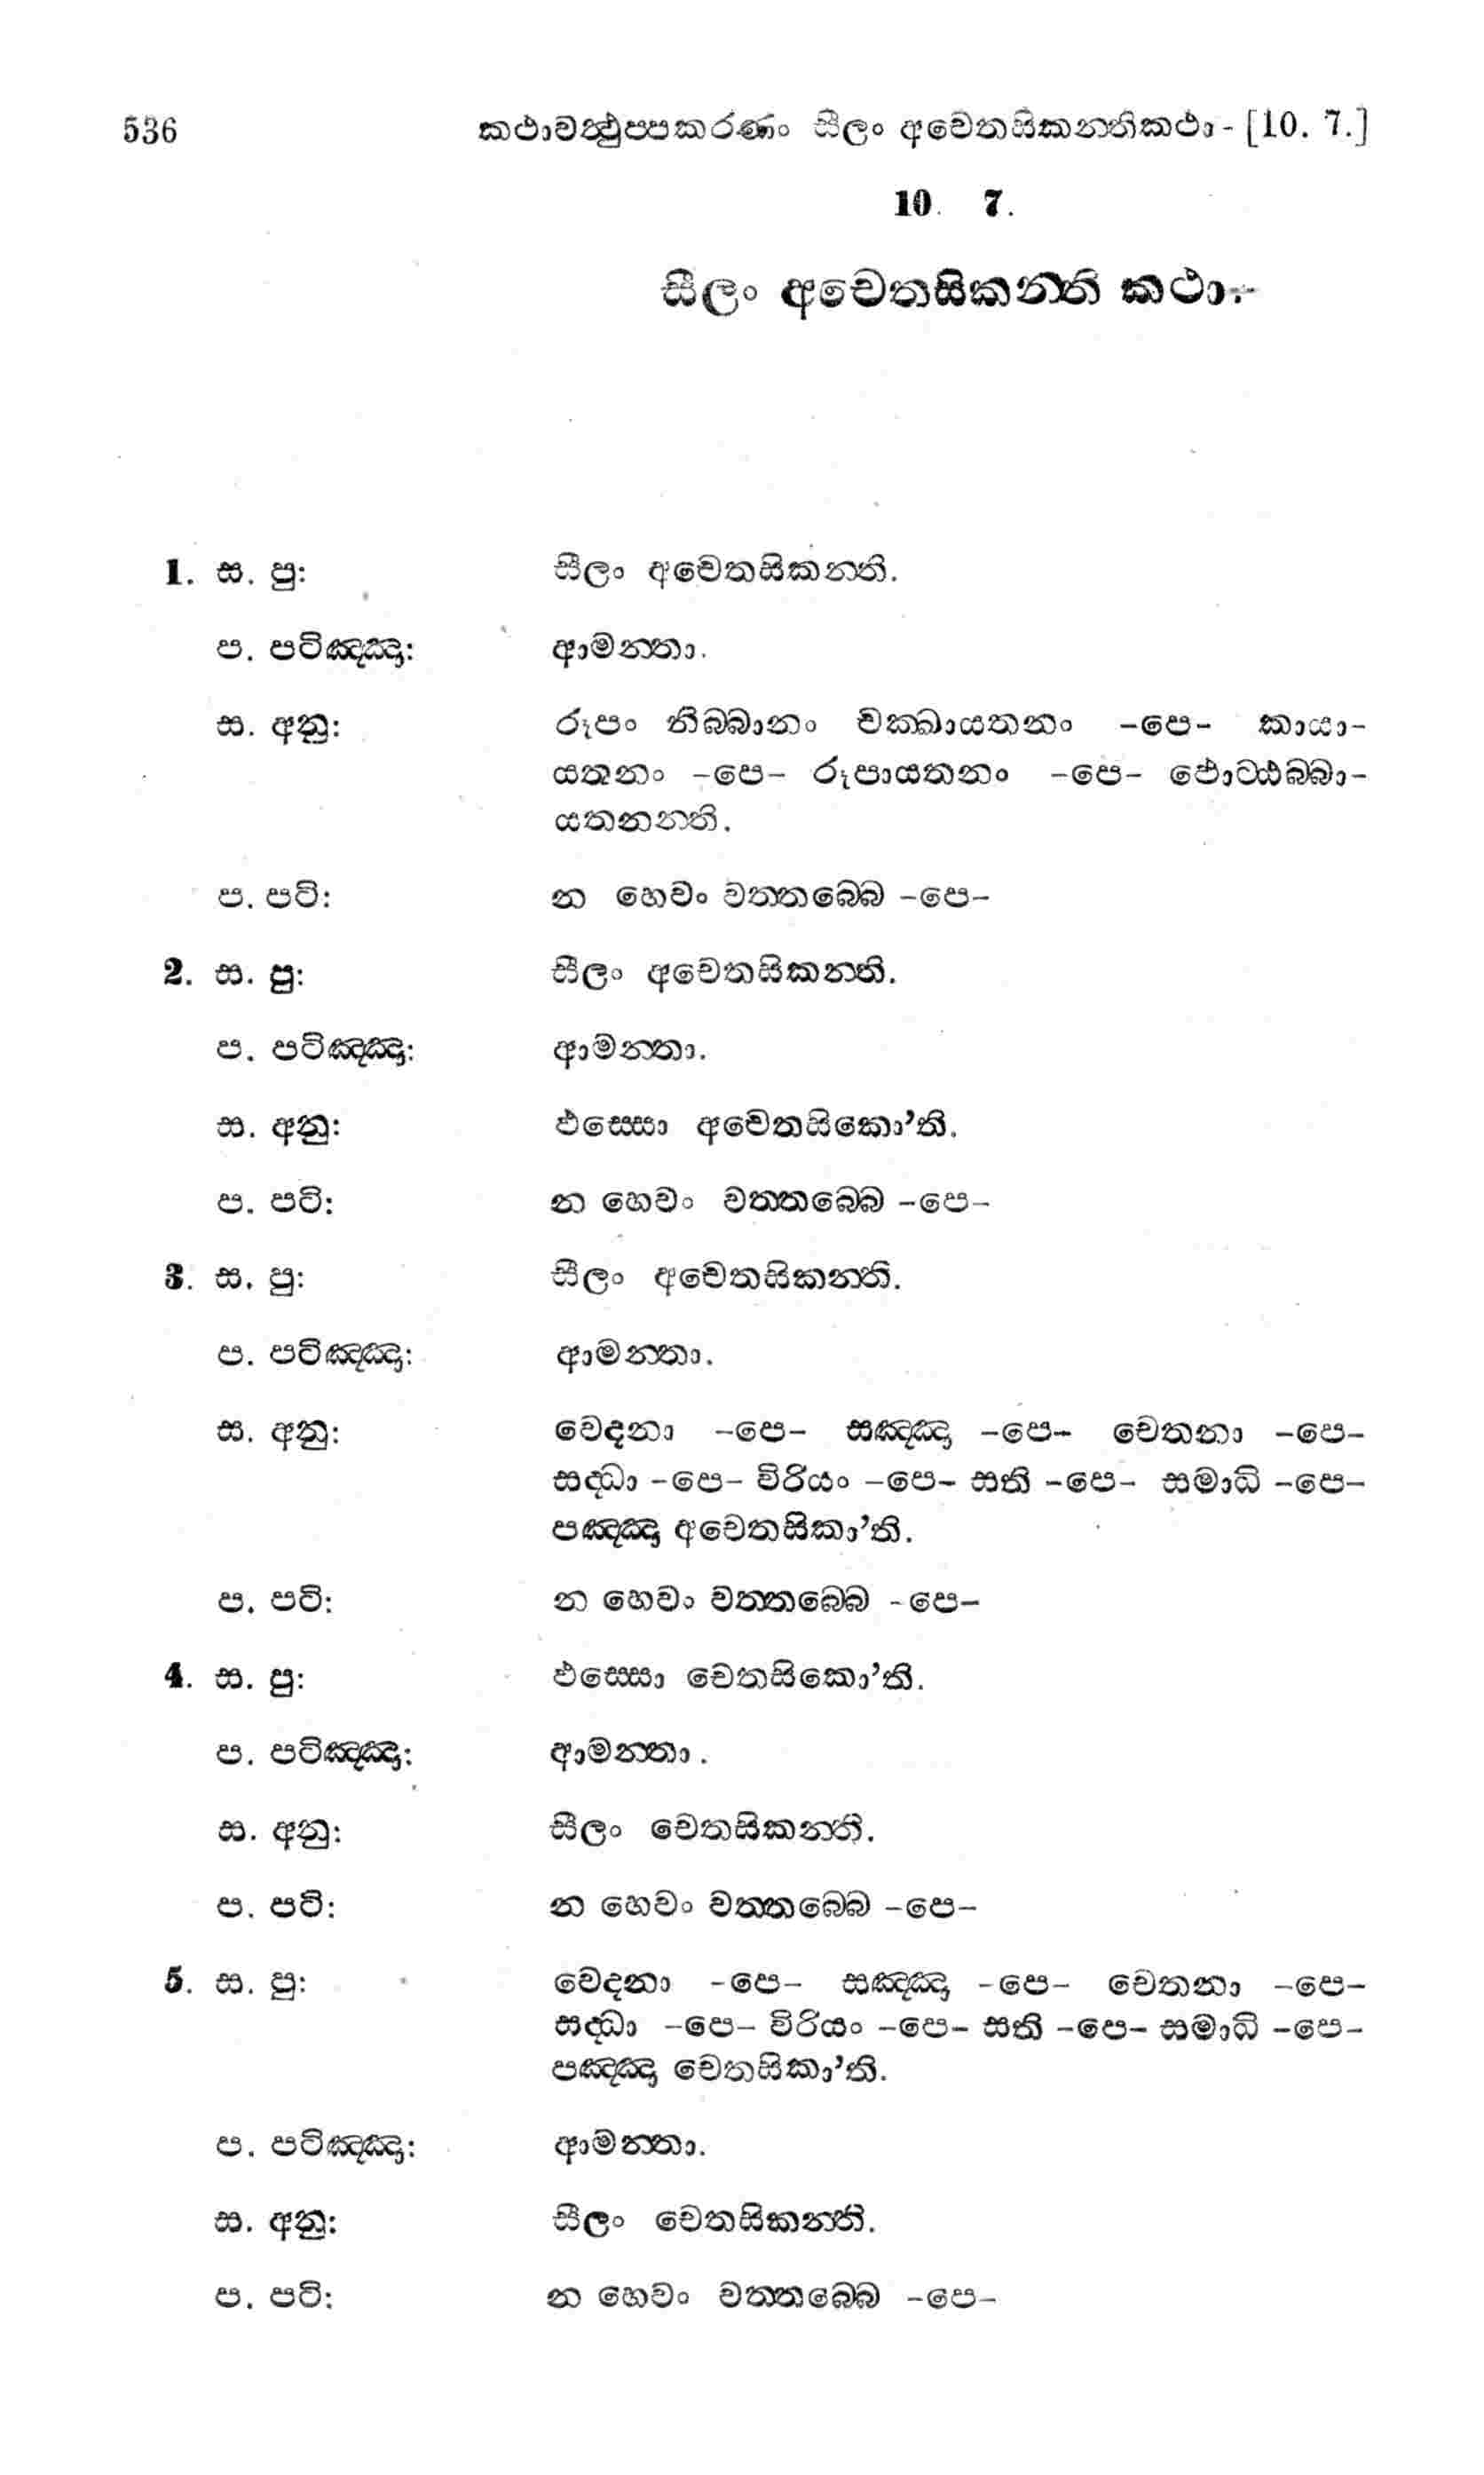 536 කථාවත්‍ථුප්පකරණං සීලං අචෙතසිකන්තිකථා - [10. 7.]
10. 7.
සීලං අචෙතසිකන්ති කථා:-
1. ස. පු: සීලං අචෙතසිකන්ති.
ප. පටිඤ්ඤා: ආමන්තා.
ස. අනු: රූපං නිබ්බානං චක්ඛායතනං -පෙ- කායා-
යතනං -පෙ- රූපායතනං -පෙ- ඵොට්ඨබ්බා-
යතනන්ති.
ප. පටි: න හෙවං වත්තබ්බෙ -පෙ-
2. ස. පු: සීලං අචෙතසිකන්ති.
ප. පටිඤ්ඤා: ආමන්තා.
ස. අනු: ඵස්සො අචෙතසිකො'ති.
ප. පටි: න හෙවං වත්තබ්බෙ -පෙ-
3. ස. පු: සීලං අචෙතසිකන්ති.
ප. පටිඤ්ඤා: ආමන්තා.
ස. අනු: වෙදනා -පෙ- සඤ්ඤා -පෙ- චෙතනා -පෙ-
සද්ධා -පෙ- විරියං -පෙ- සති -පෙ- සමාධි -පෙ-
පඤ්ඤා අචෙතසිකා'ති.
ප. පටි: න හෙවං වත්තබ්බෙ -පෙ-
4. ස. පු: ඵස්සො චෙතසිකො'ති.
ප. පටිඤ්ඤා: ආමන්තා.
ස. අනු: සීලං චෙතසිකන්ති.
ප. පටි: න හෙවං වත්තබ්බෙ -පෙ-
5. ස. පු: වෙදනා -පෙ- සඤ්ඤා -පෙ- චෙතනා -පෙ-
සද්ධා -පෙ- විරියං -පෙ- සති -පෙ- සමාධි -පෙ-
පඤ්ඤා චෙතසිකා'ති.
ප. පටිඤ්ඤා: ආමන්තා.
ස. අනු: සීලං චෙතසිකන්ති.
ප. පටි: න හෙවං වත්තබ්බෙ -පෙ-